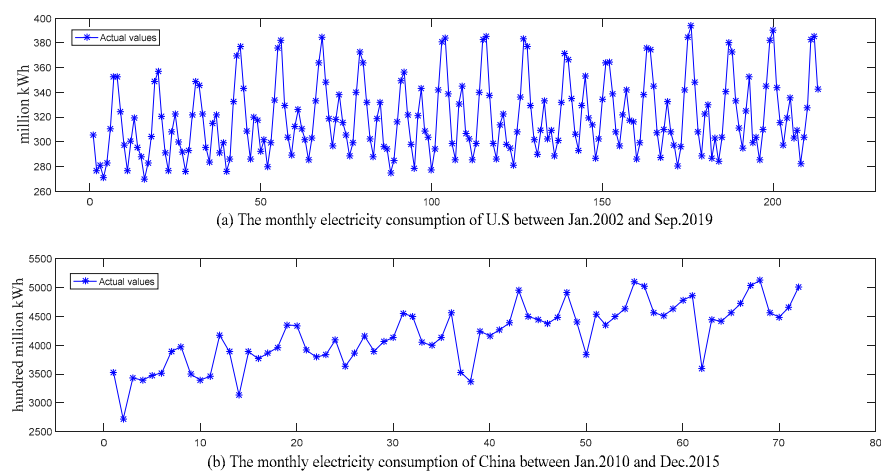 400
380
360
340
320
300
280
260
million kWh
Actual values
0 50 100 150 200
(a) The monthly electricity consumption of U.S between Jan.2002 and Sep.2019
5500
5000
4500
4000
3500
3000
2500
hundred million kWh
Actual values
0 10 20 30 40 50 60 70 80
(b) The monthly electricity consumption of China between Jan.2010 and Dec.2015